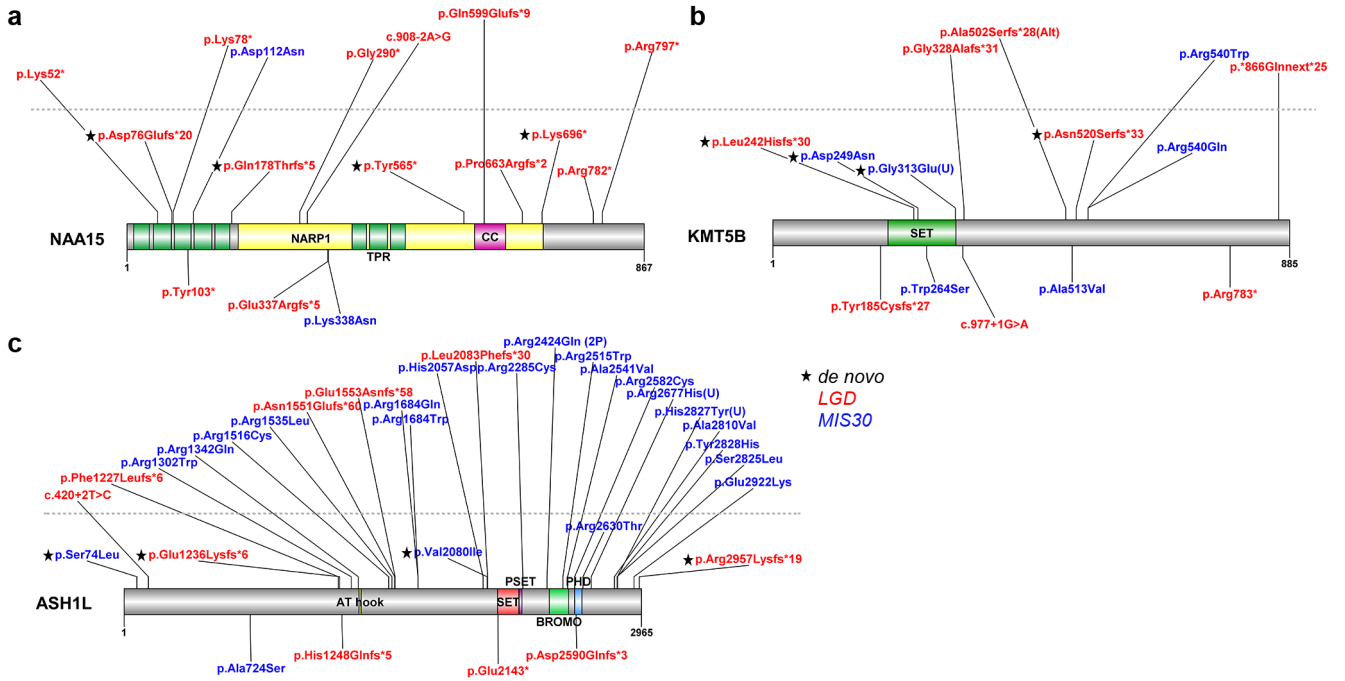 a
p.Gln599Glufs*9
p.Lys78*
c.908-2A>G
p.Asp112Asn
p.Gly290*
p.Arg797*
p.Lys52*
★ p.Asp76Glufs*20
★ p.Lys696*
★ p.Gln178Thrfs*5
★ p.Tyr565*
p.Pro663Argfs*2
p.Arg782*
NAA15
NARP1
CC
TPR
1
867
p.Tyr103*
p.Glu337Argfs*5
p.Lys338Asn
b
p.Ala502Serfs*28(Alt)
p.Gly328Alafs*31
p.Arg540Trp
p.*866Glnnext*25
★ p.Leu242Hisfs*30
★ p.Asn520Serfs*33
★ p.Asp249Asn
p.Arg540Gln
★ p.Gly313Glu(U)
KMT5B
SET
1
885
p.Trp264Ser
p.Ala513Val
p.Tyr185Cysfs*27
p.Arg783*
c.977+1G>A
c
p.Arg2424Gln (2P)
p.Leu2083Phefs*30
p.Arg2515Trp
p.His2057Asp
p.Arg2285Cys
p.Ala2541Val
p.Arg2582Cys
p.Glu1553Asnfs*58
p.Arg2677His(U)
p.Asn1551Glufs*60
p.Arg1684Gln
p.His2827Tyr(U)
p.Arg1535Leu
p.Arg1684Trp
p.Ala2810Val
p.Arg1516Cys
p.Tyr2828His
p.Arg1342Gln
p.Ser2825Leu
p.Arg1302Trp
p.Phe1227Leufs*6
p.Glu2922Lys
c.420+2T>C
p.Arg2630Thr
★ p.Ser74Leu
★ p.Glu1236Lysfs*6
★ p.Val2080Ile
★ p.Arg2957Lysfs*19
PSET
PHD
ASH1L
AT hook
SET
BROMO
1
2965
p.His1248Glnfs*5
p.Asp2590Glnfs*3
p.Ala724Ser
p.Glu2143*
★ de novo
LGD
MIS30